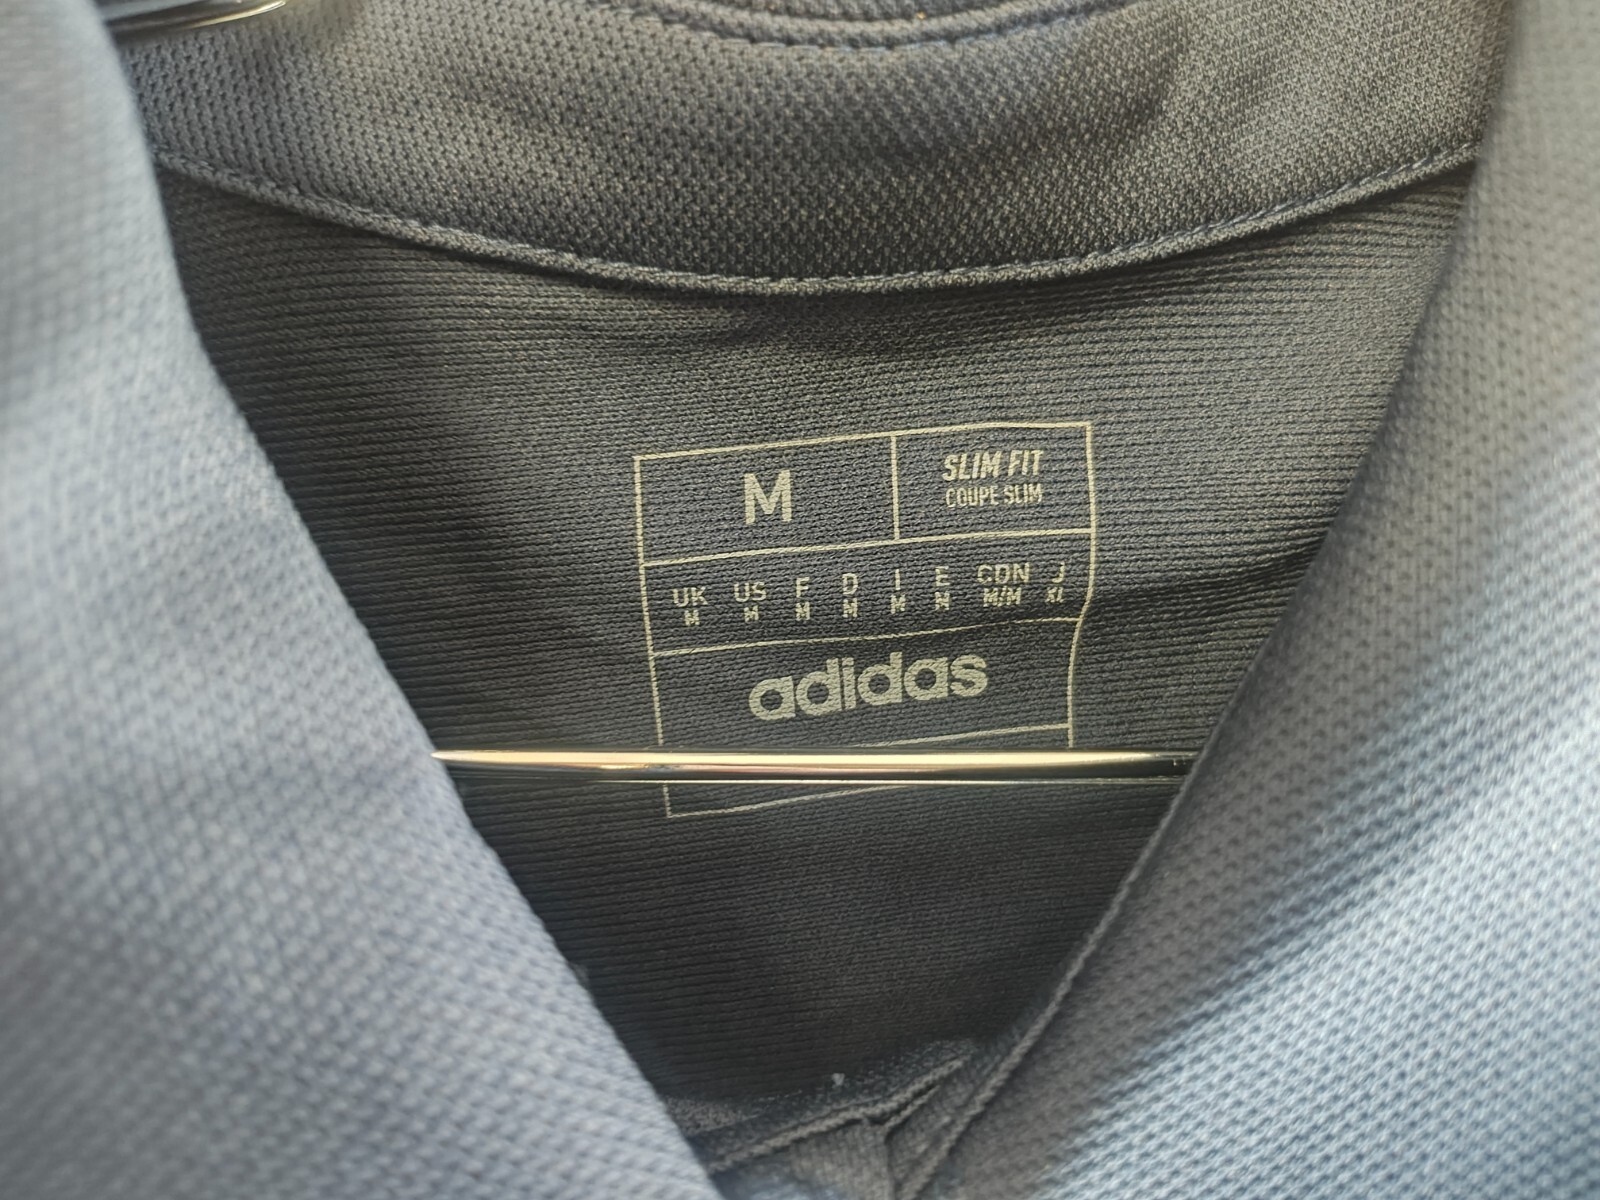 M
SLIM FIT
COUPE SLIM
UK US F D I E CDN J
M M M M M M M/M XL
adidas